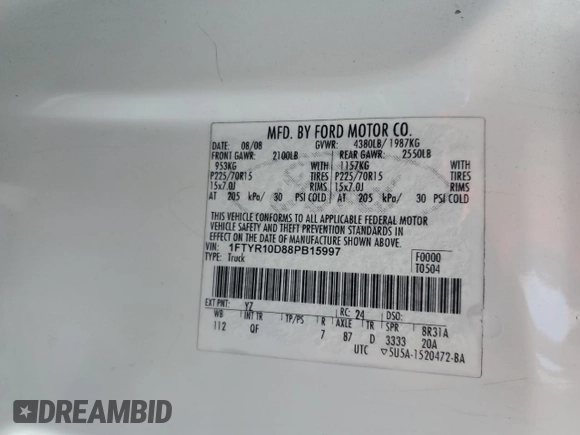 MFD. BY FORD MOTOR CO.
DATE: 08/08 GVWR: 4380LB/ 1987KG
FRONT GAWR: 2100LB REAR GAWR: 2550LB
953KG WITH 1157KG WITH
P225/70R15 TIRES P225/70R15 TIRES
15x7.0J RIMS 15x7.0J RIMS
AT 205 kPa/ 30 PSI COLD AT 205 kPa/ 30 PSI COLD
THIS VEHICLE CONFORMS TO ALL APPLICABLE FEDERAL MOTOR
VEHICLE SAFETY AND THEFT PREVENTION STANDARDS IN
EFFECT ON THE DATE OF MANUFACTURE SHOWN ABOVE.
VIN: 1FTYR10D88PB15997 F0000
TYPE: Truck T0504
EXT PNT: YZ RC: 24 DSO:
WB INT TR TP/PS R AXLE TR SPR 8R31A
112 QF 7 87 D 3333 20A
UTC ▽5U5A-1520472-BA
DREAMBID